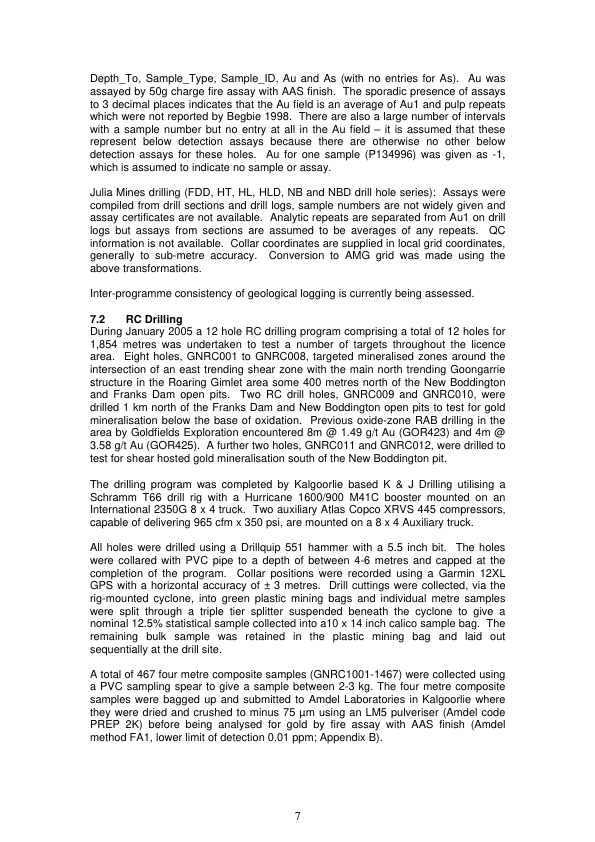 Depth_To, Sample_Type, Sample_ID, Au and As (with no entries for As).  Au was
assayed by 50g charge fire assay with AAS finish.  The sporadic presence of assays
to 3 decimal places indicates that the Au field is an average of Au1 and pulp repeats
which were not reported by Begbie 1998.  There are also a large number of intervals
with a sample number but no entry at all in the Au field – it is assumed that these
represent below detection assays because there are otherwise no other below
detection assays for these holes.  Au for one sample (P134996) was given as -1,
which is assumed to indicate no sample or assay.
Julia Mines drilling (FDD, HT, HL, HLD, NB and NBD drill hole series):  Assays were
compiled from drill sections and drill logs, sample numbers are not widely given and
assay certificates are not available.  Analytic repeats are separated from Au1 on drill
logs but assays from sections are assumed to be averages of any repeats.  QC
information is not available.  Collar coordinates are supplied in local grid coordinates,
generally to sub-metre accuracy.  Conversion to AMG grid was made using the
above transformations.
Inter-programme consistency of geological logging is currently being assessed.
7.2 RC Drilling
During January 2005 a 12 hole RC drilling program comprising a total of 12 holes for
1,854 metres was undertaken to test a number of targets throughout the licence
area.  Eight holes, GNRC001 to GNRC008, targeted mineralised zones around the
intersection of an east trending shear zone with the main north trending Goongarrie
structure in the Roaring Gimlet area some 400 metres north of the New Boddington
and Franks Dam open pits.  Two RC drill holes, GNRC009 and GNRC010, were
drilled 1 km north of the Franks Dam and New Boddington open pits to test for gold
mineralisation below the base of oxidation.  Previous oxide-zone RAB drilling in the
area by Goldfields Exploration encountered 8m @ 1.49 g/t Au (GOR423) and 4m @
3.58 g/t Au (GOR425).  A further two holes, GNRC011 and GNRC012, were drilled to
test for shear hosted gold mineralisation south of the New Boddington pit.
The drilling program was completed by Kalgoorlie based K & J Drilling utilising a
Schramm T66 drill rig with a Hurricane 1600/900 M41C booster mounted on an
International 2350G 8 x 4 truck.  Two auxiliary Atlas Copco XRVS 445 compressors,
capable of delivering 965 cfm x 350 psi, are mounted on a 8 x 4 Auxiliary truck.
All holes were drilled using a Drillquip 551 hammer with a 5.5 inch bit.  The holes
were collared with PVC pipe to a depth of between 4-6 metres and capped at the
completion of the program.  Collar positions were recorded using a Garmin 12XL
GPS with a horizontal accuracy of ± 3 metres.  Drill cuttings were collected, via the
rig-mounted cyclone, into green plastic mining bags and individual metre samples
were split through a triple tier splitter suspended beneath the cyclone to give a
nominal 12.5% statistical sample collected into a10 x 14 inch calico sample bag.  The
remaining bulk sample was retained in the plastic mining bag and laid out
sequentially at the drill site.
A total of 467 four metre composite samples (GNRC1001-1467) were collected using
a PVC sampling spear to give a sample between 2-3 kg. The four metre composite
samples were bagged up and submitted to Amdel Laboratories in Kalgoorlie where
they were dried and crushed to minus 75 µm using an LM5 pulveriser (Amdel code
PREP 2K) before being analysed for gold by fire assay with AAS finish (Amdel
method FA1, lower limit of detection 0.01 ppm; Appendix B).
7